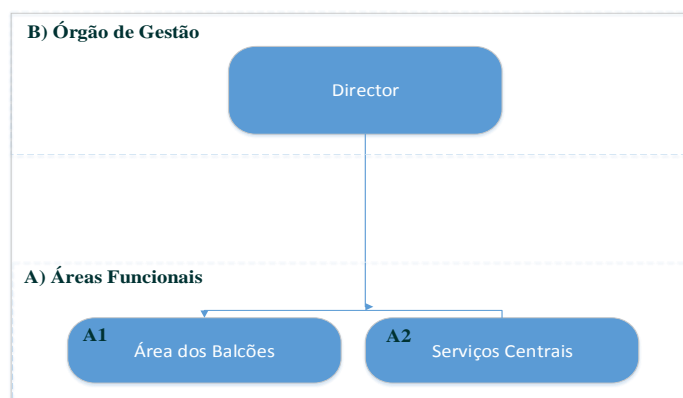 B) Órgão de Gestão
Director
A) Áreas Funcionais
A1
Área dos Balcões
A2
Serviços Centrais